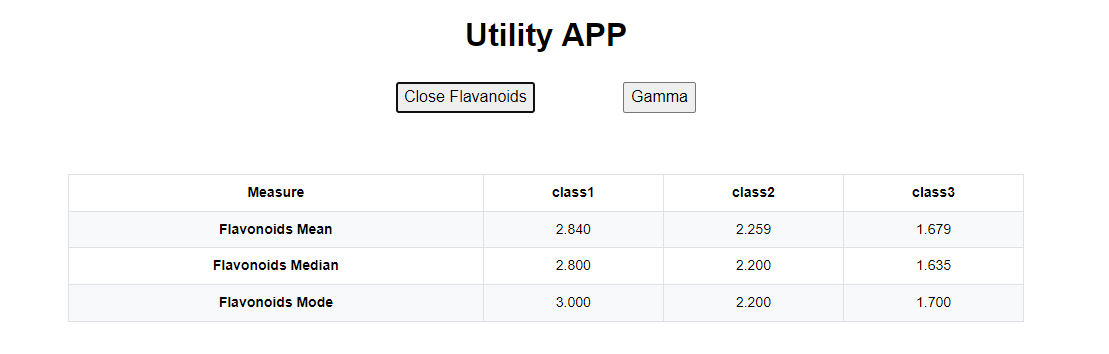 Utility APP
Close Flavanoids Gamma
Measure class1 class2 class3
Flavonoids Mean 2.840 2.259 1.679
Flavonoids Median 2.800 2.200 1.635
Flavonoids Mode 3.000 2.200 1.700